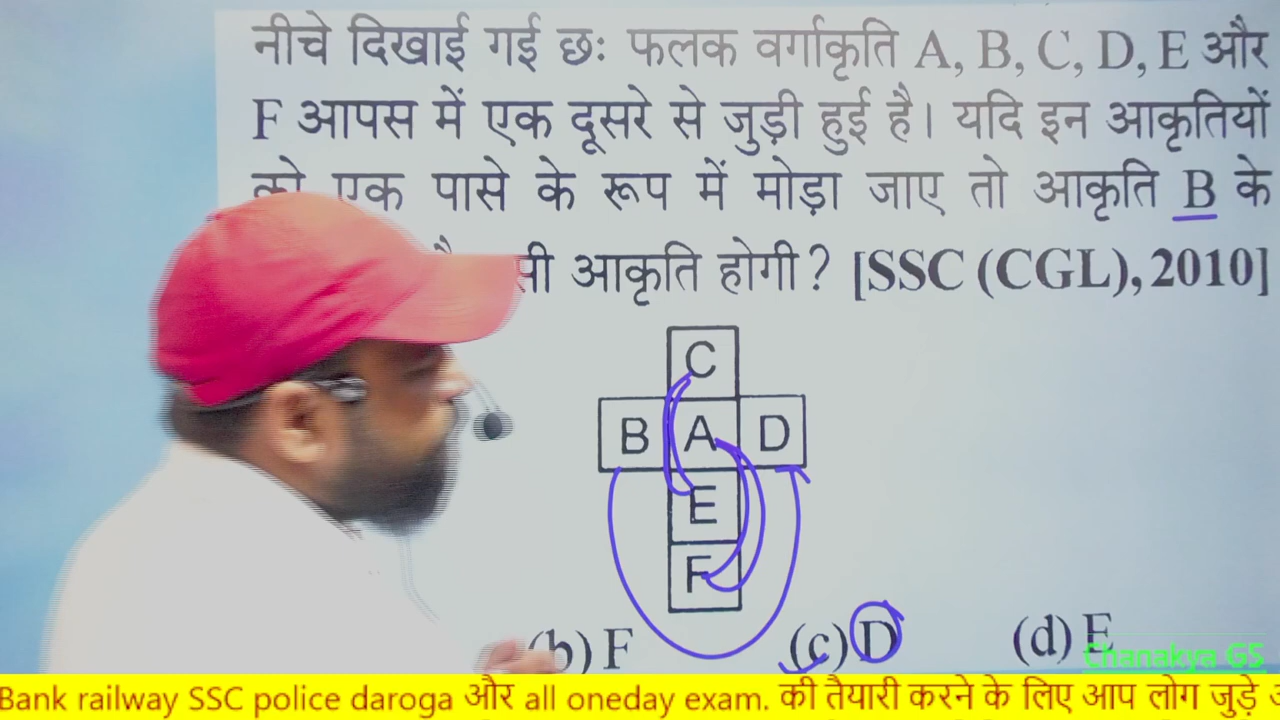 नीचे दिखाई गई छः फलक वर्गाकृति A, B, C, D, E और
F आपस में एक दूसरे से जुड़ी हुई है। यदि इन आकृतियों
को एक पासे के रूप में मोड़ा जाए तो आकृति B के
सी आकृति होगी? [SSC (CGL), 2010]
C
B A D
E
F
(b) F (c) D (d) E
Chanakya GS
Bank railway SSC police daroga और all oneday exam. की तैयारी करने के लिए आप लोग जुड़े